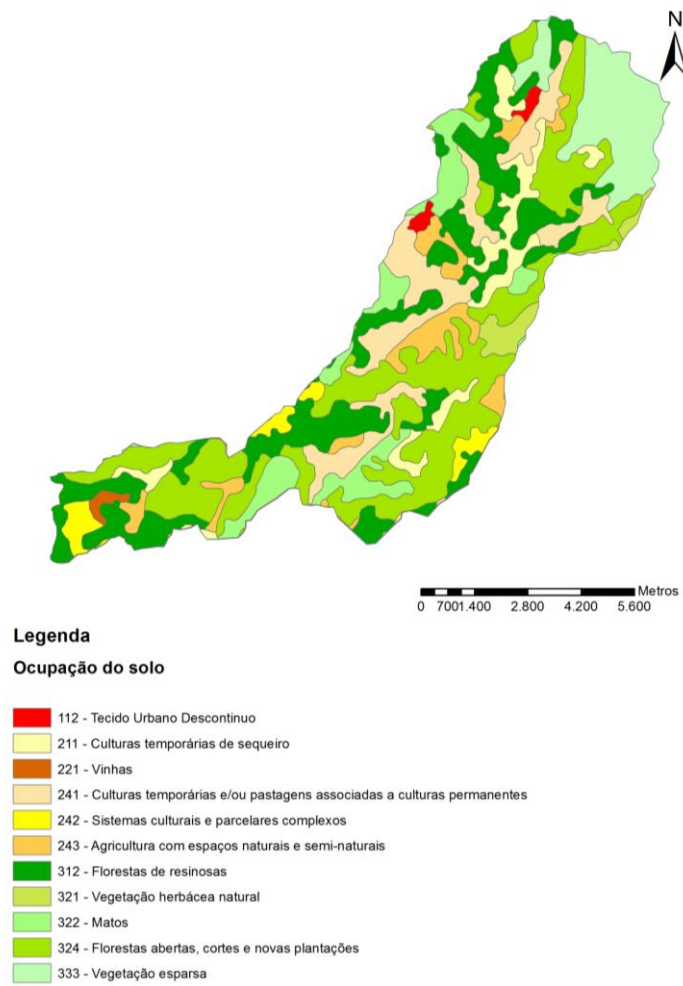 N
Metros
0 7001.400 2.800 4.200 5.600
Legenda
Ocupação do solo
112 - Tecido Urbano Descontinuo
211 - Culturas temporárias de sequeiro
221 - Vinhas
241 - Culturas temporárias e/ou pastagens associadas a culturas permanentes
242 - Sistemas culturais e parcelares complexos
243 - Agricultura com espaços naturais e semi-naturais
312 - Florestas de resinosas
321 - Vegetação herbácea natural
322 - Matos
324 - Florestas abertas, cortes e novas plantações
333 - Vegetação esparsa